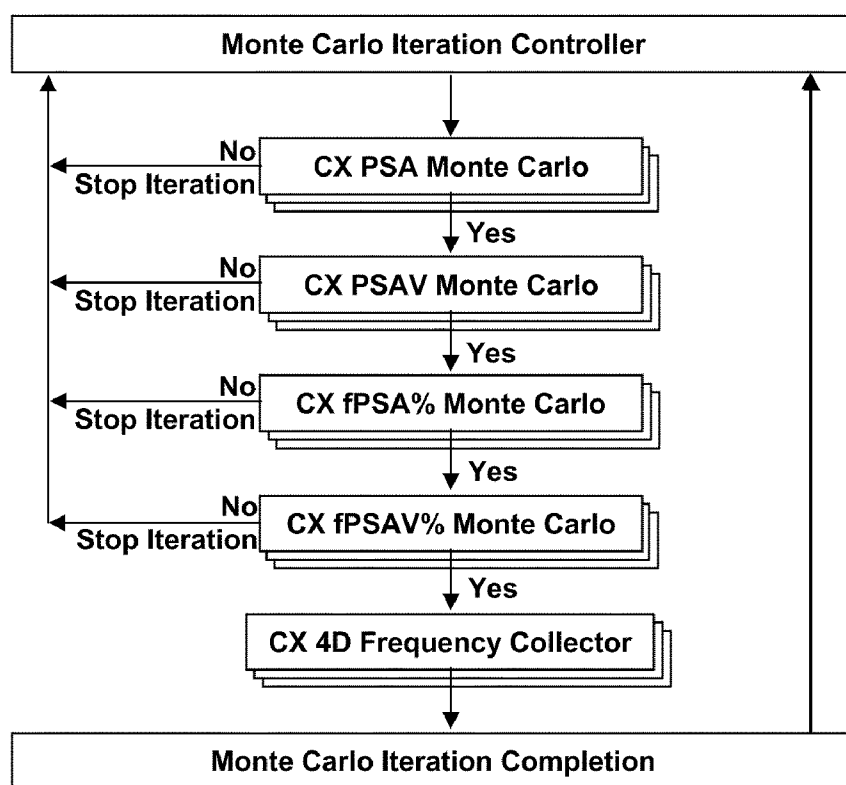 Monte Carlo Iteration Controller
No
Stop Iteration
CX PSA Monte Carlo
Yes
No
Stop Iteration
CX PSAV Monte Carlo
Yes
No
Stop Iteration
CX fPSA% Monte Carlo
Yes
No
Stop Iteration
CX fPSAV% Monte Carlo
Yes
CX 4D Frequency Collector
Monte Carlo Iteration Completion